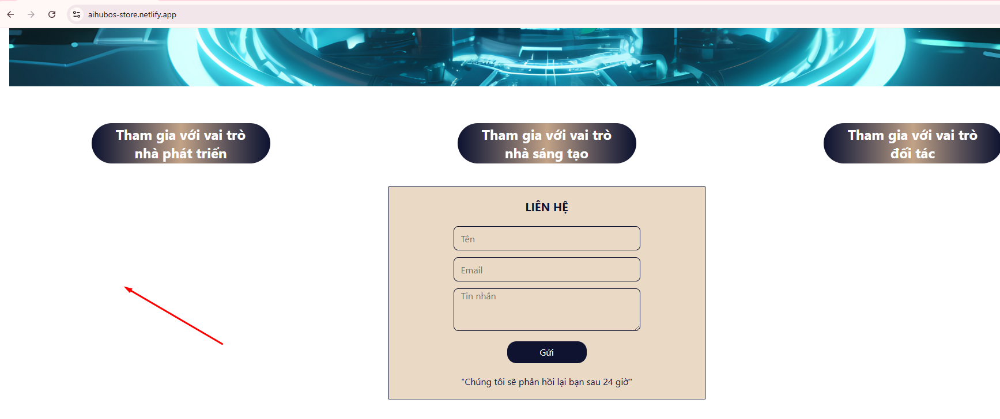 aihubos-store.netlify.app
Tham gia với vai trò
nhà phát triển
Tham gia với vai trò
nhà sáng tạo
Tham gia với vai trò
đối tác
LIÊN HỆ
Tên
Email
Tin nhắn
Gửi
"Chúng tôi sẽ phản hồi lại bạn sau 24 giờ"